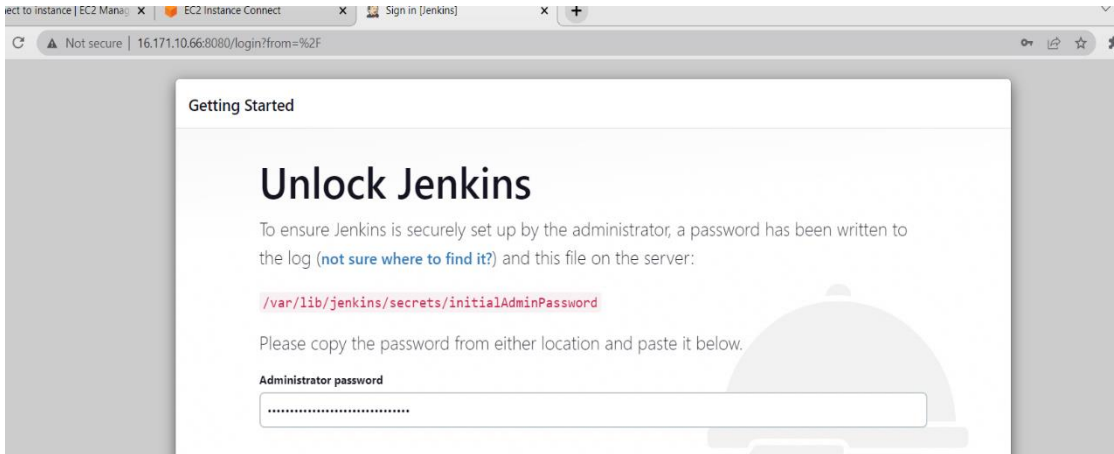 ect to instance | EC2 Manag X EC2 Instance Connect X Sign in [Jenkins] X +
Not secure | 16.171.10.66:8080/login?from=%2F
Getting Started
Unlock Jenkins
To ensure Jenkins is securely set up by the administrator, a password has been written to
the log (not sure where to find it?) and this file on the server:
/var/lib/jenkins/secrets/initialAdminPassword
Please copy the password from either location and paste it below.
Administrator password
••••••••••••••••••••••••••••••••